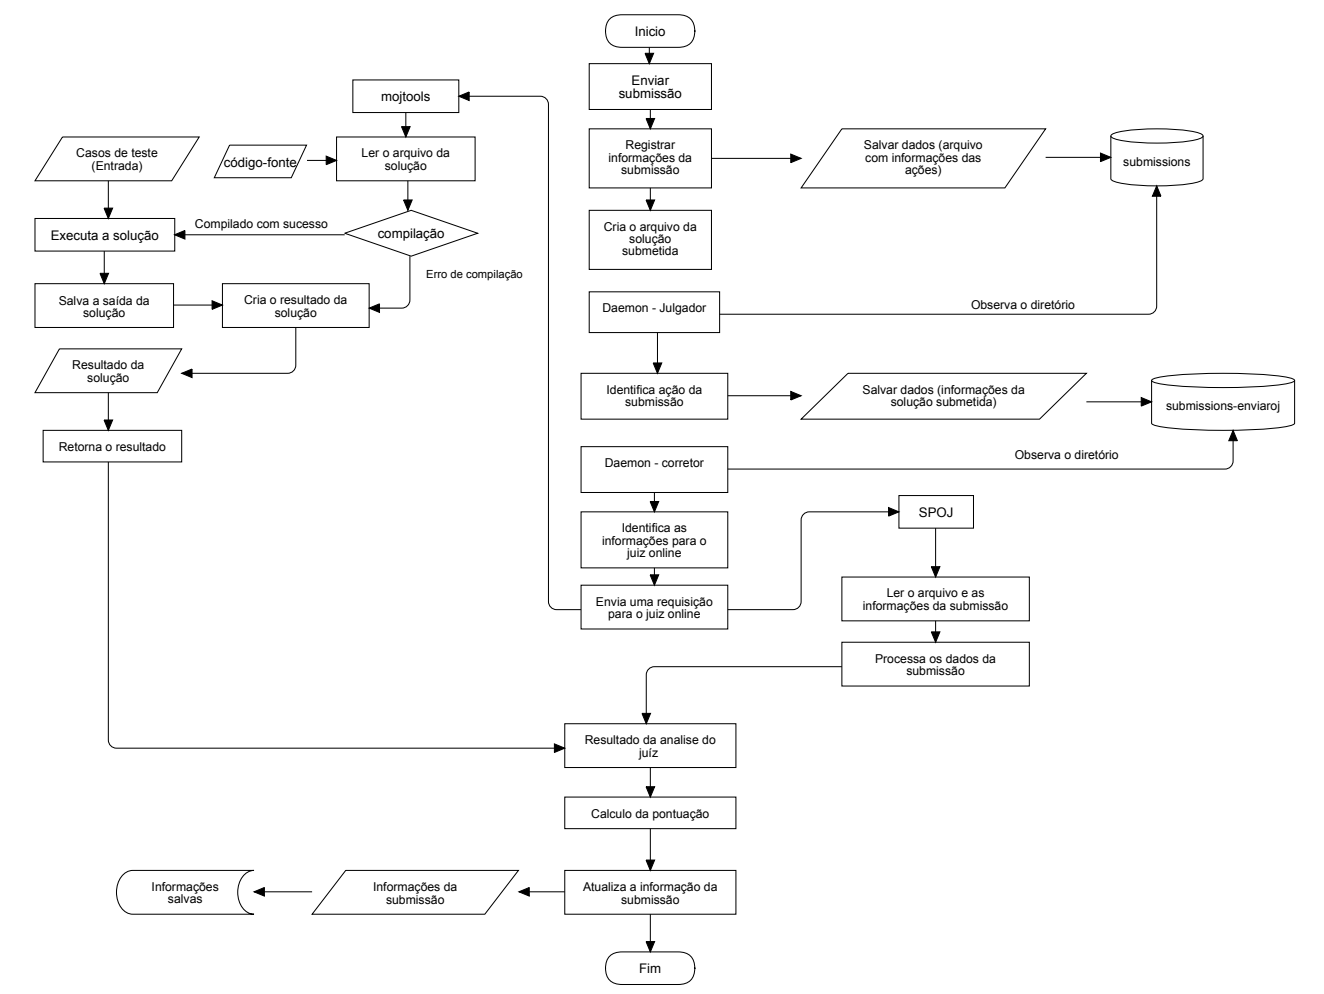 Inicio
Enviar
submissão
mojtools
Casos de teste
(Entrada)
código-fonte
Ler o arquivo da
solução
Registrar
informações da
submissão
Salvar dados (arquivo
com informações das
ações)
submissions
Executa a solução
Compilado com sucesso
compilação
Cria o arquivo da
solução
submetida
Erro de compilação
Salva a saída da
solução
Cria o resultado da
solução
Daemon - Julgador
Observa o diretório
Resultado da
solução
Identifica ação da
submissão
Salvar dados (informações da
solução submetida)
submissions-enviaroj
Retorna o resultado
Daemon - corretor
Observa o diretório
Identifica as
informações para o
juiz online
SPOJ
Envia uma requisição
para o juiz online
Ler o arquivo e as
informações da submissão
Processa os dados da
submissão
Resultado da analise do
juíz
Calculo da pontuação
Informações
salvas
Informações da
submissão
Atualiza a informação da
submissão
Fim